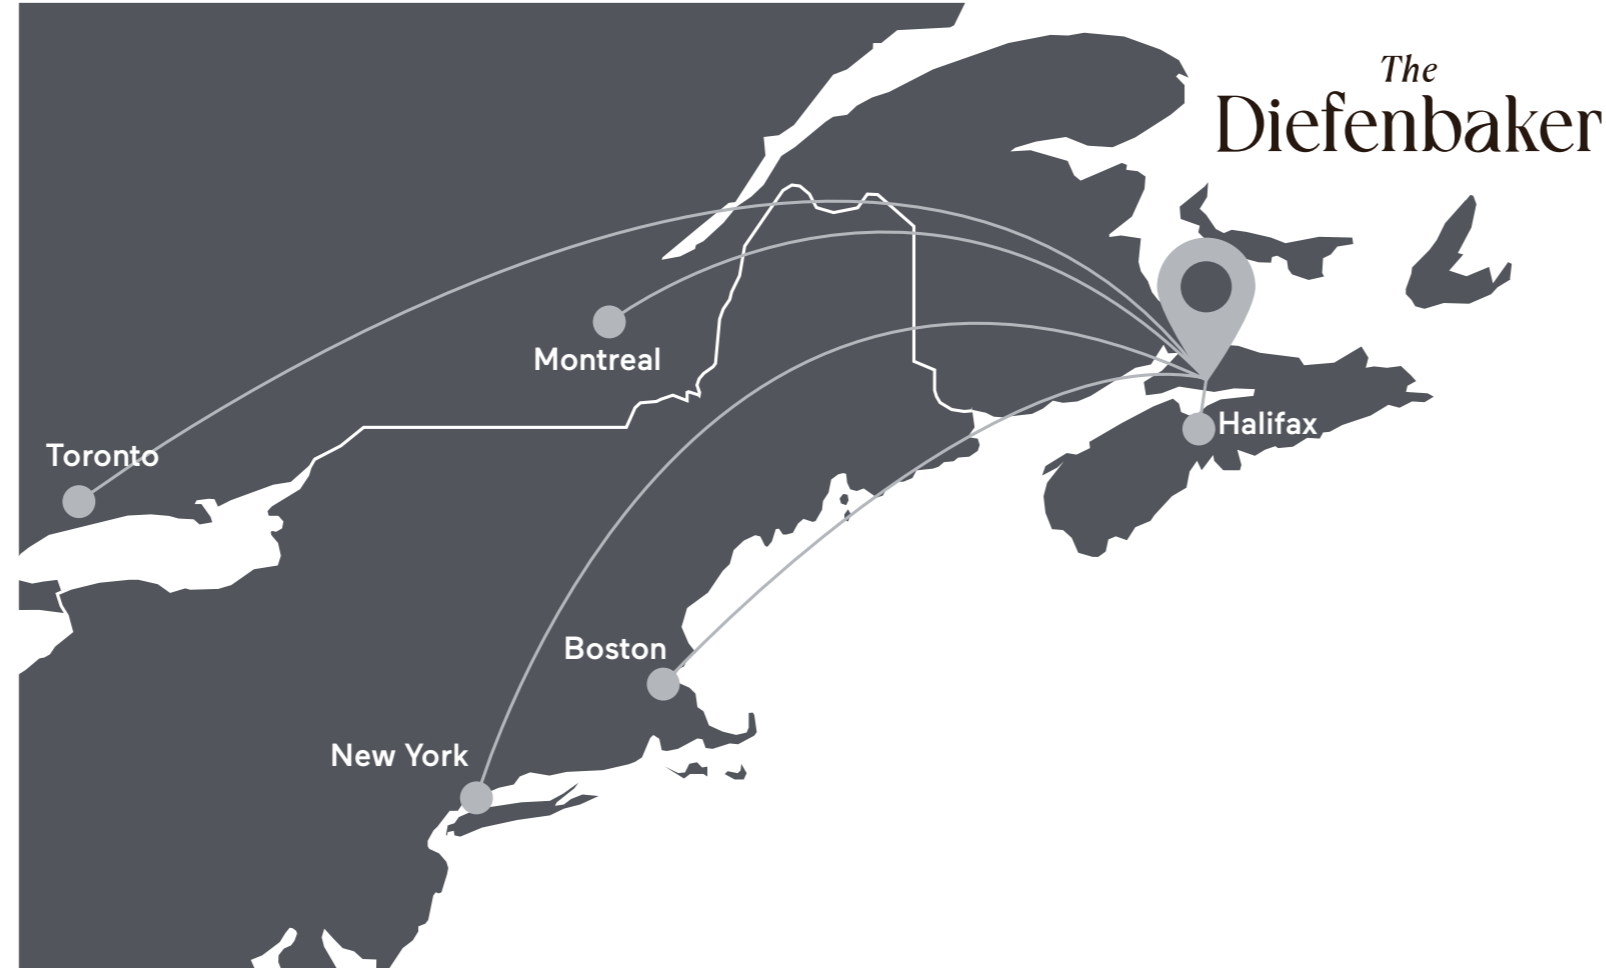 The
Diefenbaker
Montreal
Halifax
Toronto
Boston
New York